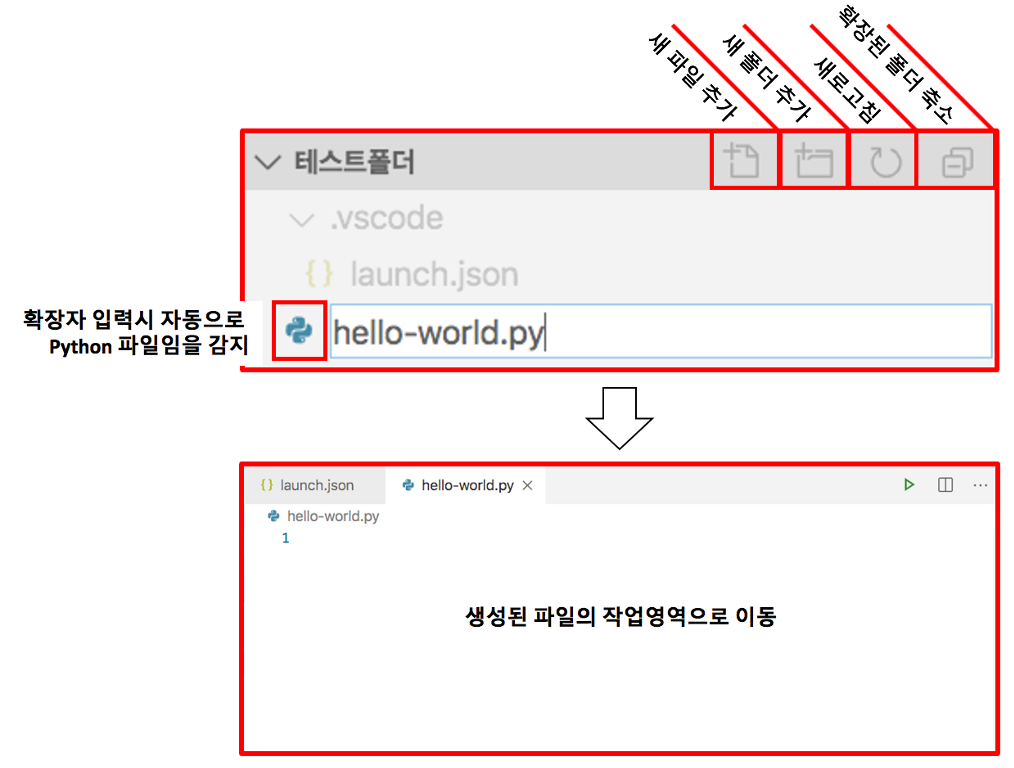 새 파일 추가
새 폴더 추가
새로고침
확장된 폴더 축소
테스트폴더
.vscode
{ } launch.json
확장자 입력시 자동으로
Python 파일임을 감지
hello-world.py
{ } launch.json
hello-world.py
hello-world.py
1
생성된 파일의 작업영역으로 이동